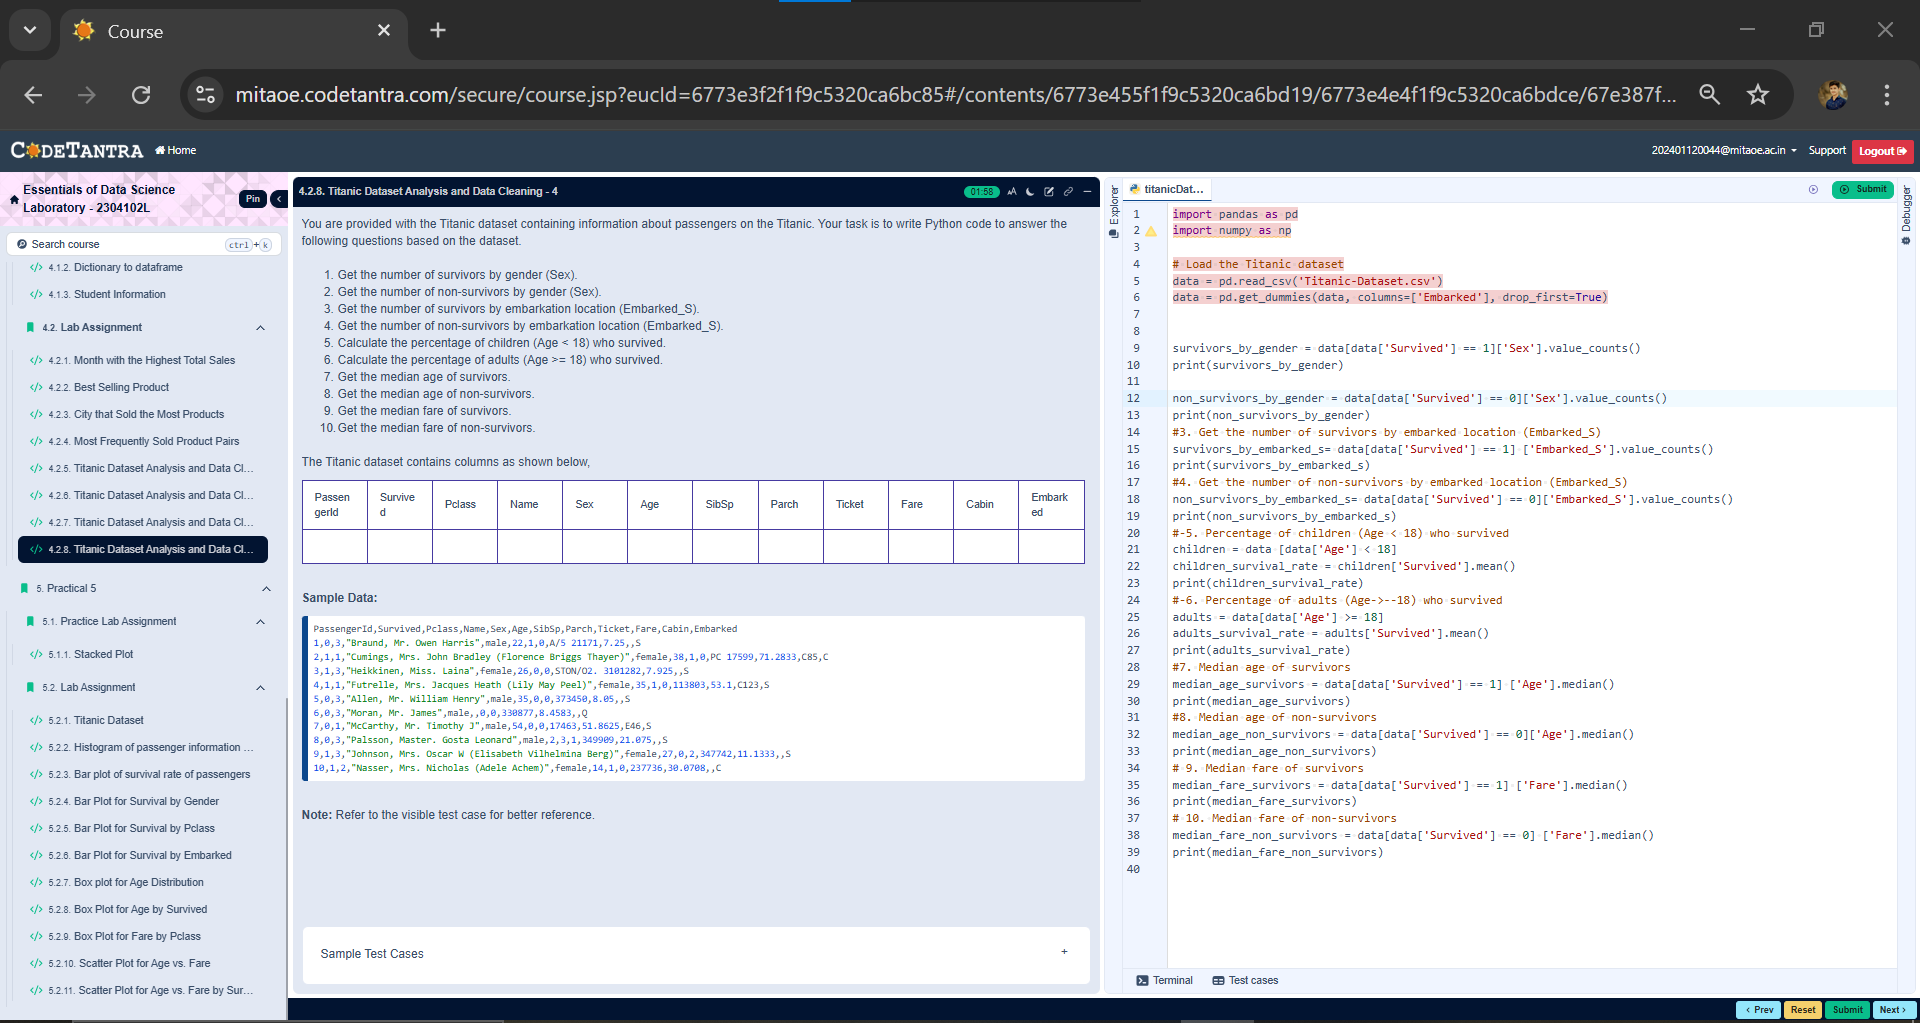 Course
mitaoe.codetantra.com/secure/course.jsp?eucId=6773e3f2f1f9c5320ca6bc85#/contents/6773e455f1f9c5320ca6bd19/6773e4e4f1f9c5320ca6bdce/67e387f...
CODETANTRA
Home
202401120044@mitaoe.ac.in
Support
Logout
Essentials of Data Science
Laboratory - 2304102L
Pin
Search course
ctrl + k
4.1.2. Dictionary to dataframe
4.1.3. Student Information
4.2. Lab Assignment
4.2.1. Month with the Highest Total Sales
4.2.2. Best Selling Product
4.2.3. City that Sold the Most Products
4.2.4. Most Frequently Sold Product Pairs
4.2.5. Titanic Dataset Analysis and Data Cl...
4.2.6. Titanic Dataset Analysis and Data Cl...
4.2.7. Titanic Dataset Analysis and Data Cl...
4.2.8. Titanic Dataset Analysis and Data Cl...
5. Practical 5
5.1. Practice Lab Assignment
5.1.1. Stacked Plot
5.2. Lab Assignment
5.2.1. Titanic Dataset
5.2.2. Histogram of passenger information ...
5.2.3. Bar plot of survival rate of passengers
5.2.4. Bar Plot for Survival by Gender
5.2.5. Bar Plot for Survival by Pclass
5.2.6. Bar Plot for Survival by Embarked
5.2.7. Box plot for Age Distribution
5.2.8. Box Plot for Age by Survived
5.2.9. Box Plot for Fare by Pclass
5.2.10. Scatter Plot for Age vs. Fare
5.2.11. Scatter Plot for Age vs. Fare by Sur...
4.2.8. Titanic Dataset Analysis and Data Cleaning - 4
01:58
You are provided with the Titanic dataset containing information about passengers on the Titanic. Your task is to write Python code to answer the
following questions based on the dataset.
1. Get the number of survivors by gender (Sex).
2. Get the number of non-survivors by gender (Sex).
3. Get the number of survivors by embarkation location (Embarked_S).
4. Get the number of non-survivors by embarkation location (Embarked_S).
5. Calculate the percentage of children (Age < 18) who survived.
6. Calculate the percentage of adults (Age >= 18) who survived.
7. Get the median age of survivors.
8. Get the median age of non-survivors.
9. Get the median fare of survivors.
10. Get the median fare of non-survivors.
The Titanic dataset contains columns as shown below,
Passen gerId Survive d Pclass Name Sex Age SibSp Parch Ticket Fare Cabin Embark ed
Sample Data:
PassengerId,Survived,Pclass,Name,Sex,Age,SibSp,Parch,Ticket,Fare,Cabin,Embarked
1,0,3,"Braund, Mr. Owen Harris",male,22,1,0,A/5 21171,7.25,,S
2,1,1,"Cumings, Mrs. John Bradley (Florence Briggs Thayer)",female,38,1,0,PC 17599,71.2833,C85,C
3,1,3,"Heikkinen, Miss. Laina",female,26,0,0,STON/O2. 3101282,7.925,,S
4,1,1,"Futrelle, Mrs. Jacques Heath (Lily May Peel)",female,35,1,0,113803,53.1,C123,S
5,0,3,"Allen, Mr. William Henry",male,35,0,0,373450,8.05,,S
6,0,3,"Moran, Mr. James",male,,0,0,330877,8.4583,,Q
7,0,1,"McCarthy, Mr. Timothy J",male,54,0,0,17463,51.8625,E46,S
8,0,3,"Palsson, Master. Gosta Leonard",male,2,3,1,349909,21.075,,S
9,1,3,"Johnson, Mrs. Oscar W (Elisabeth Vilhelmina Berg)",female,27,0,2,347742,11.1333,,S
10,1,2,"Nasser, Mrs. Nicholas (Adele Achem)",female,14,1,0,237736,30.0708,,C
Note: Refer to the visible test case for better reference.
Sample Test Cases
+
Explorer
titanicDat...
Submit
Debugger
1 import pandas as pd
2 import numpy as np
3
4 # Load the Titanic dataset
5 data = pd.read_csv('Titanic-Dataset.csv')
6 data = pd.get_dummies(data, columns=['Embarked'], drop_first=True)
7
8
9 survivors_by_gender = data[data['Survived'] == 1]['Sex'].value_counts()
10 print(survivors_by_gender)
11
12 non_survivors_by_gender = data[data['Survived'] == 0]['Sex'].value_counts()
13 print(non_survivors_by_gender)
14 #3. Get the number of survivors by embarked location (Embarked_S)
15 survivors_by_embarked_s= data[data['Survived'] == 1] ['Embarked_S'].value_counts()
16 print(survivors_by_embarked_s)
17 #4. Get the number of non-survivors by embarked location (Embarked_S)
18 non_survivors_by_embarked_s= data[data['Survived'] == 0]['Embarked_S'].value_counts()
19 print(non_survivors_by_embarked_s)
20 #-5. Percentage of children (Age < 18) who survived
21 children = data [data['Age'] < 18]
22 children_survival_rate = children['Survived'].mean()
23 print(children_survival_rate)
24 #-6. Percentage of adults (Age->--18) who survived
25 adults = data[data['Age'] >= 18]
26 adults_survival_rate = adults['Survived'].mean()
27 print(adults_survival_rate)
28 #7. Median age of survivors
29 median_age_survivors = data[data['Survived'] == 1] ['Age'].median()
30 print(median_age_survivors)
31 #8. Median age of non-survivors
32 median_age_non_survivors = data[data['Survived'] == 0]['Age'].median()
33 print(median_age_non_survivors)
34 # 9. Median fare of survivors
35 median_fare_survivors = data[data['Survived'] == 1] ['Fare'].median()
36 print(median_fare_survivors)
37 # 10. Median fare of non-survivors
38 median_fare_non_survivors = data[data['Survived'] == 0] ['Fare'].median()
39 print(median_fare_non_survivors)
40
Terminal
Test cases
< Prev
Reset
Submit
Next >